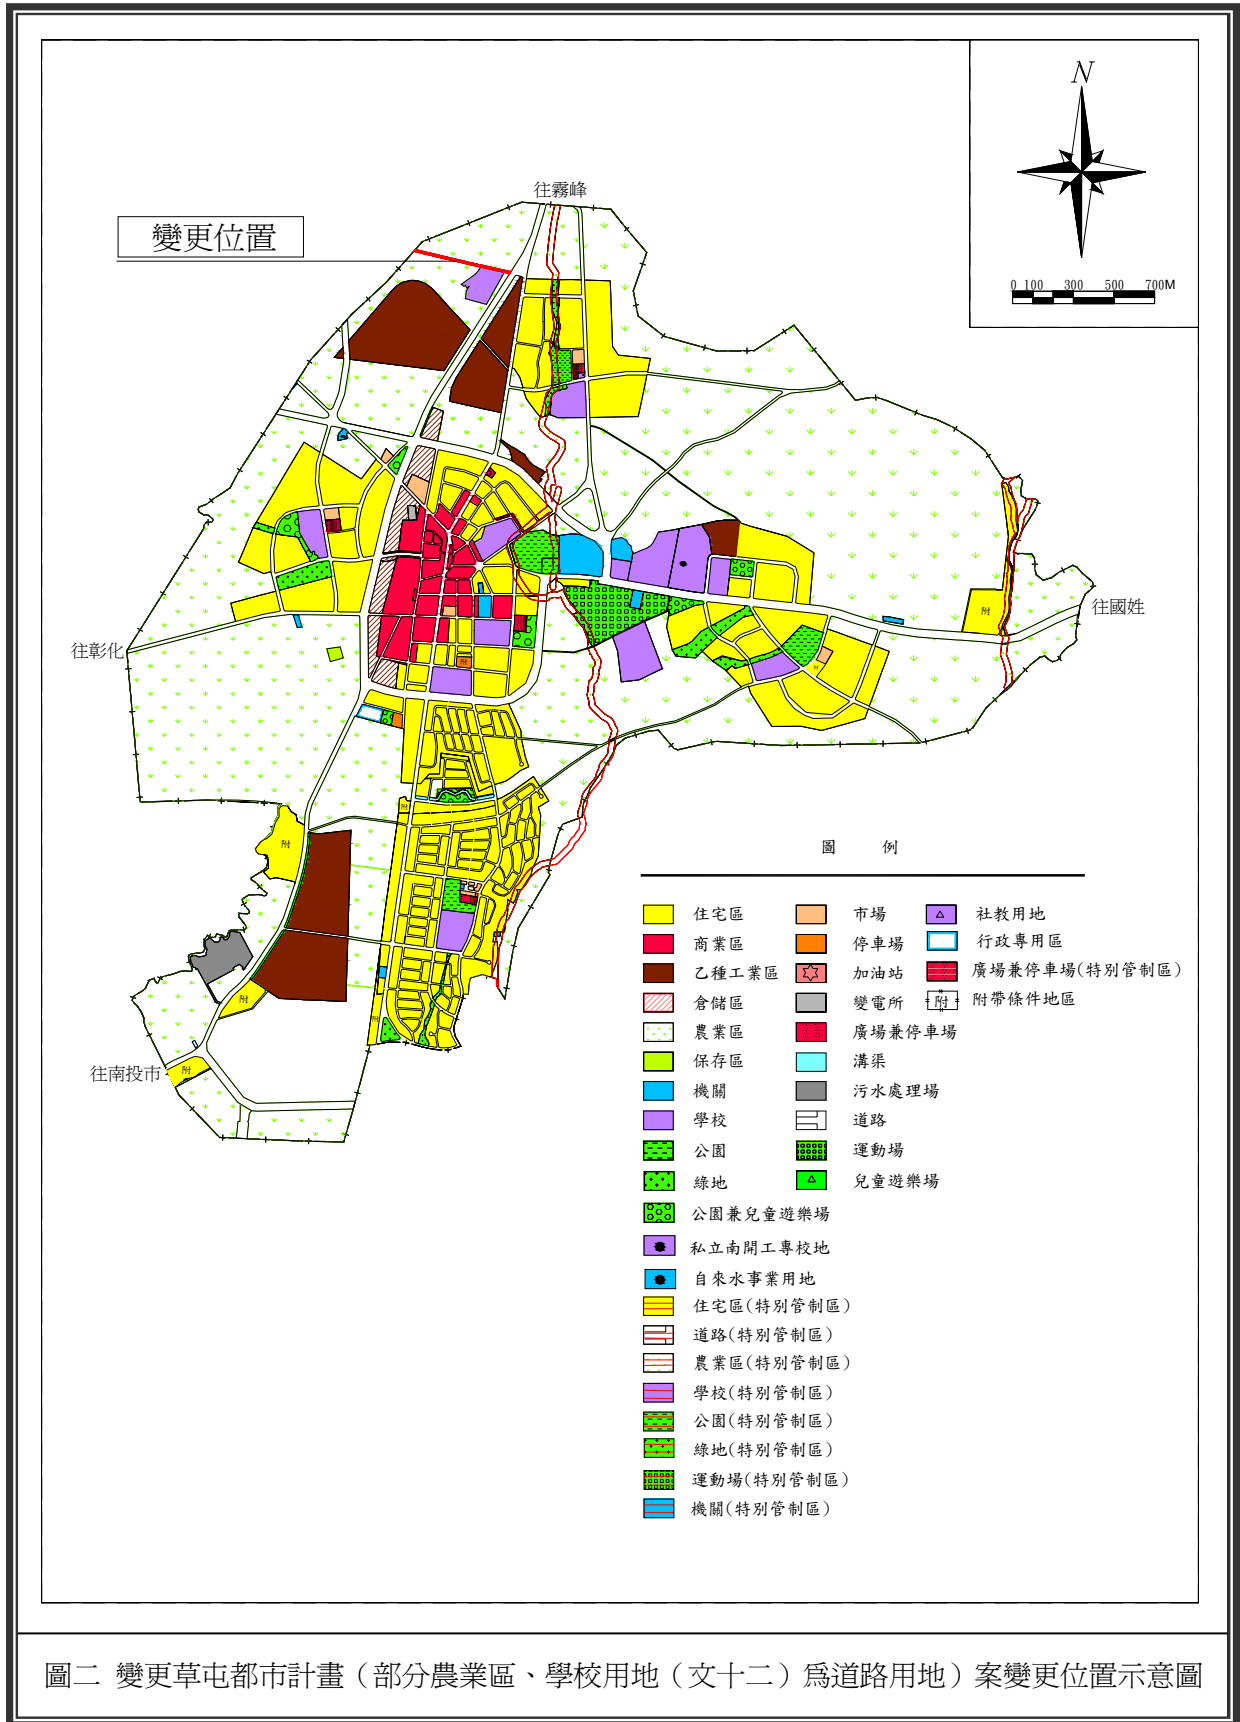 N
0 100 300 500 700M
往霧峰
變更位置
往國姓
往彰化
往南投市
附
附
附
附
附
附
附
附
圖 例
住宅區
商業區
乙種工業區
倉儲區
農業區
保存區
機關
學校
公園
綠地
公園兼兒童遊樂場
私立南開工專校地
自來水事業用地
住宅區(特別管制區)
道路(特別管制區)
農業區(特別管制區)
學校(特別管制區)
公園(特別管制區)
綠地(特別管制區)
運動場(特別管制區)
機關(特別管制區)
市場
停車場
加油站
變電所
廣場兼停車場
溝渠
污水處理場
道路
運動場
兒童遊樂場
社教用地
行政專用區
廣場兼停車場(特別管制區)
附 附帶條件地區
圖二 變更草屯都市計畫（部分農業區、學校用地（文十二）為道路用地）案變更位置示意圖